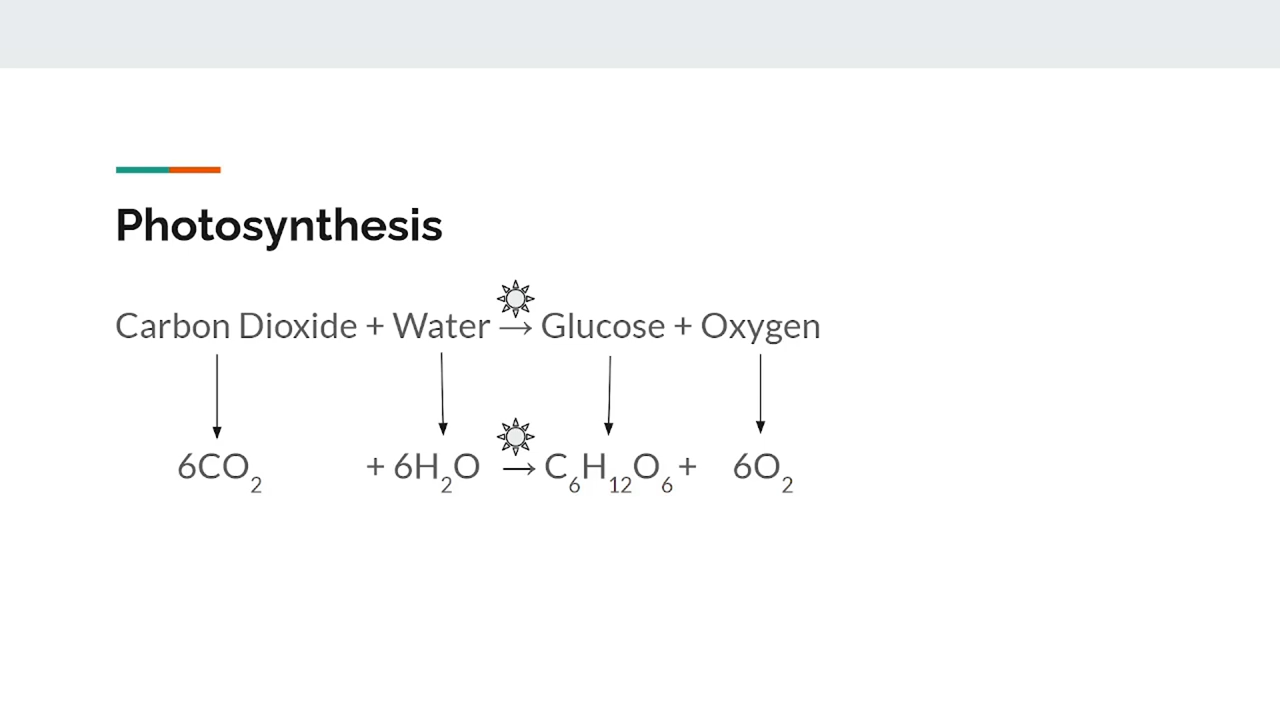 Photosynthesis
Carbon Dioxide + Water → Glucose + Oxygen
6CO₂ + 6H₂O → C₆H₁₂O₆ + 6O₂